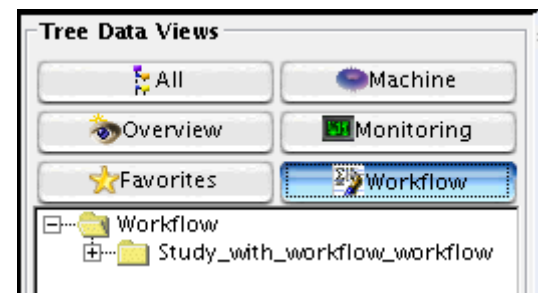 Tree Data Views
All Machine
Overview Monitoring
Favorites Workflow
Workflow
Study_with_workflow_workflow